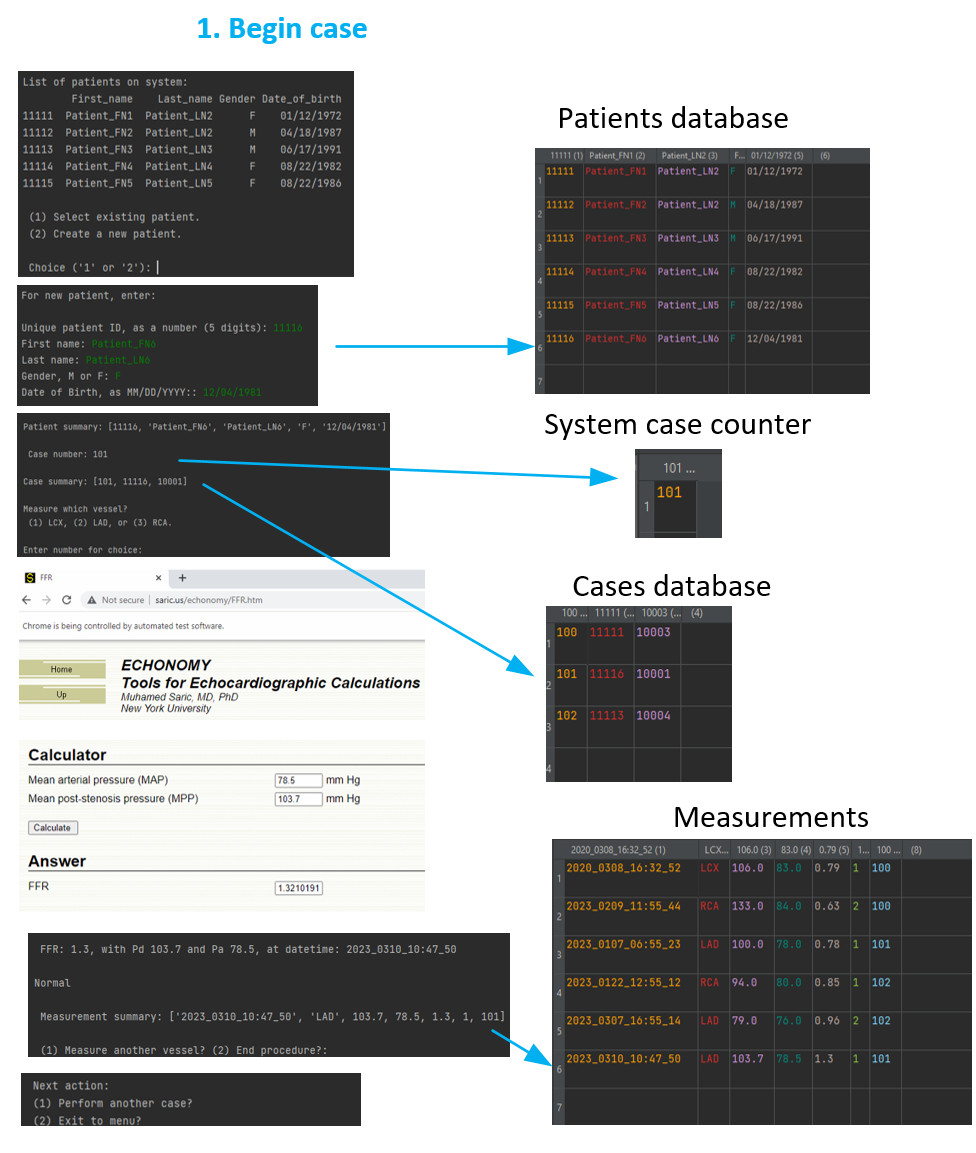 1. Begin case
List of patients on system:
First_name Last_name Gender Date_of_birth
11111 Patient_FN1 Patient_LN2 F 01/12/1972
11112 Patient_FN2 Patient_LN2 M 04/18/1987
11113 Patient_FN3 Patient_LN3 M 06/17/1991
11114 Patient_FN4 Patient_LN4 F 08/22/1982
11115 Patient_FN5 Patient_LN5 F 08/22/1986
(1) Select existing patient.
(2) Create a new patient.
Choice ('1' or '2'):
For new patient, enter:
Unique patient ID, as a number (5 digits): 11116
First name: Patient_FN6
Last name: Patient_LN6
Gender, M or F: F
Date of Birth, as MM/DD/YYYY:: 12/04/1981
Patient summary: [11116, 'Patient_FN6', 'Patient_LN6', 'F', '12/04/1981']
Case number: 101
Case summary: [101, 11116, 10001]
Measure which vessel?
(1) LCX, (2) LAD, or (3) RCA.
Enter number for choice:
FFR × +
Not secure | saric.us/echonomy/FFR.htm
Chrome is being controlled by automated test software.
Home
Up
ECHONOMY
Tools for Echocardiographic Calculations
Muhamed Saric, MD, PhD
New York University
Calculator
Mean arterial pressure (MAP) 78.5 mm Hg
Mean post-stenosis pressure (MPP) 103.7 mm Hg
Calculate
Answer
FFR 1.3210191
FFR: 1.3, with Pd 103.7 and Pa 78.5, at datetime: 2023_0310_10:47_50
Normal
Measurement summary: ['2023_0310_10:47_50', 'LAD', 103.7, 78.5, 1.3, 1, 101]
(1) Measure another vessel? (2) End procedure?:
Next action:
(1) Perform another case?
(2) Exit to menu?
Patients database
11111 (1) Patient_FN1 (2) Patient_LN2 (3) F... 01/12/1972 (5) (6)
1 11111 Patient_FN1 Patient_LN2 F 01/12/1972
2 11112 Patient_FN2 Patient_LN2 M 04/18/1987
3 11113 Patient_FN3 Patient_LN3 M 06/17/1991
4 11114 Patient_FN4 Patient_LN4 F 08/22/1982
5 11115 Patient_FN5 Patient_LN5 F 08/22/1986
6 11116 Patient_FN6 Patient_LN6 F 12/04/1981
7
System case counter
101 ...
1 101
Cases database
100 ... 11111 (... 10003 (... (4)
1 100 11111 10003
2 101 11116 10001
3 102 11113 10004
4
Measurements
2020_0308_16:32_52 (1) LCX... 106.0 (3) 83.0 (4) 0.79 (5) 1... 100 ... (8)
1 2020_0308_16:32_52 LCX 106.0 83.0 0.79 1 100
2 2023_0209_11:55_44 RCA 133.0 84.0 0.63 2 100
3 2023_0107_06:55_23 LAD 100.0 78.0 0.78 1 101
4 2023_0122_12:55_12 RCA 94.0 80.0 0.85 1 102
5 2023_0307_16:55_14 LAD 79.0 76.0 0.96 2 102
6 2023_0310_10:47_50 LAD 103.7 78.5 1.3 1 101
7